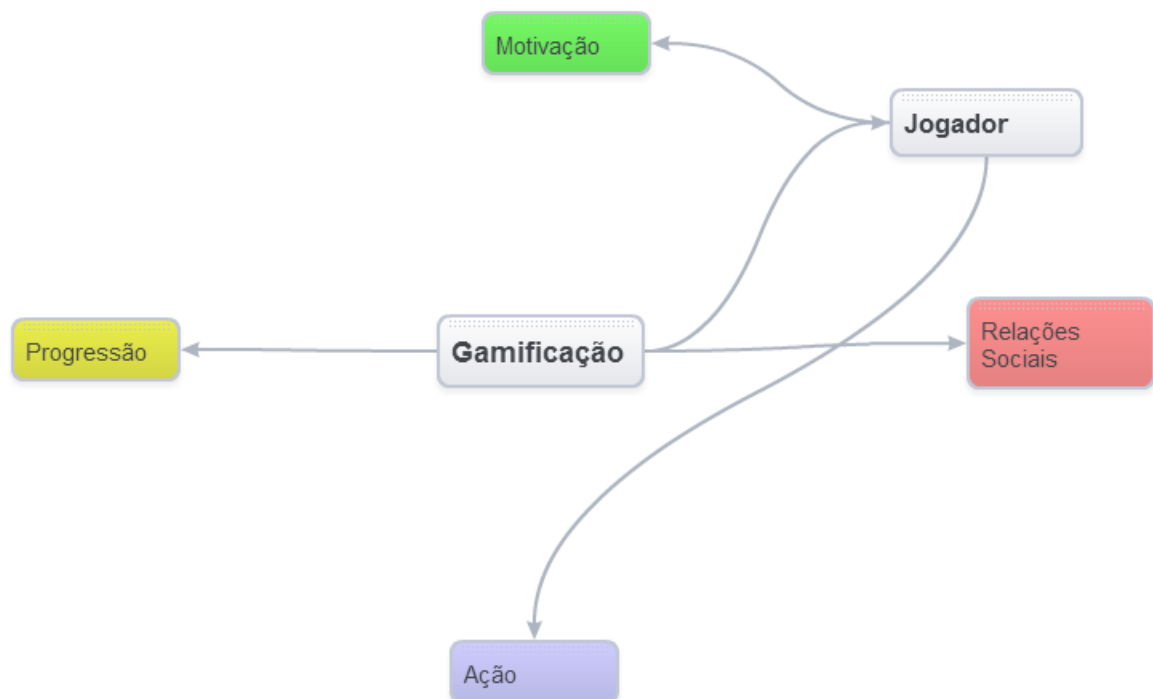 Motivação
Jogador
Progressão
Gamificação
Relações
Sociais
Ação